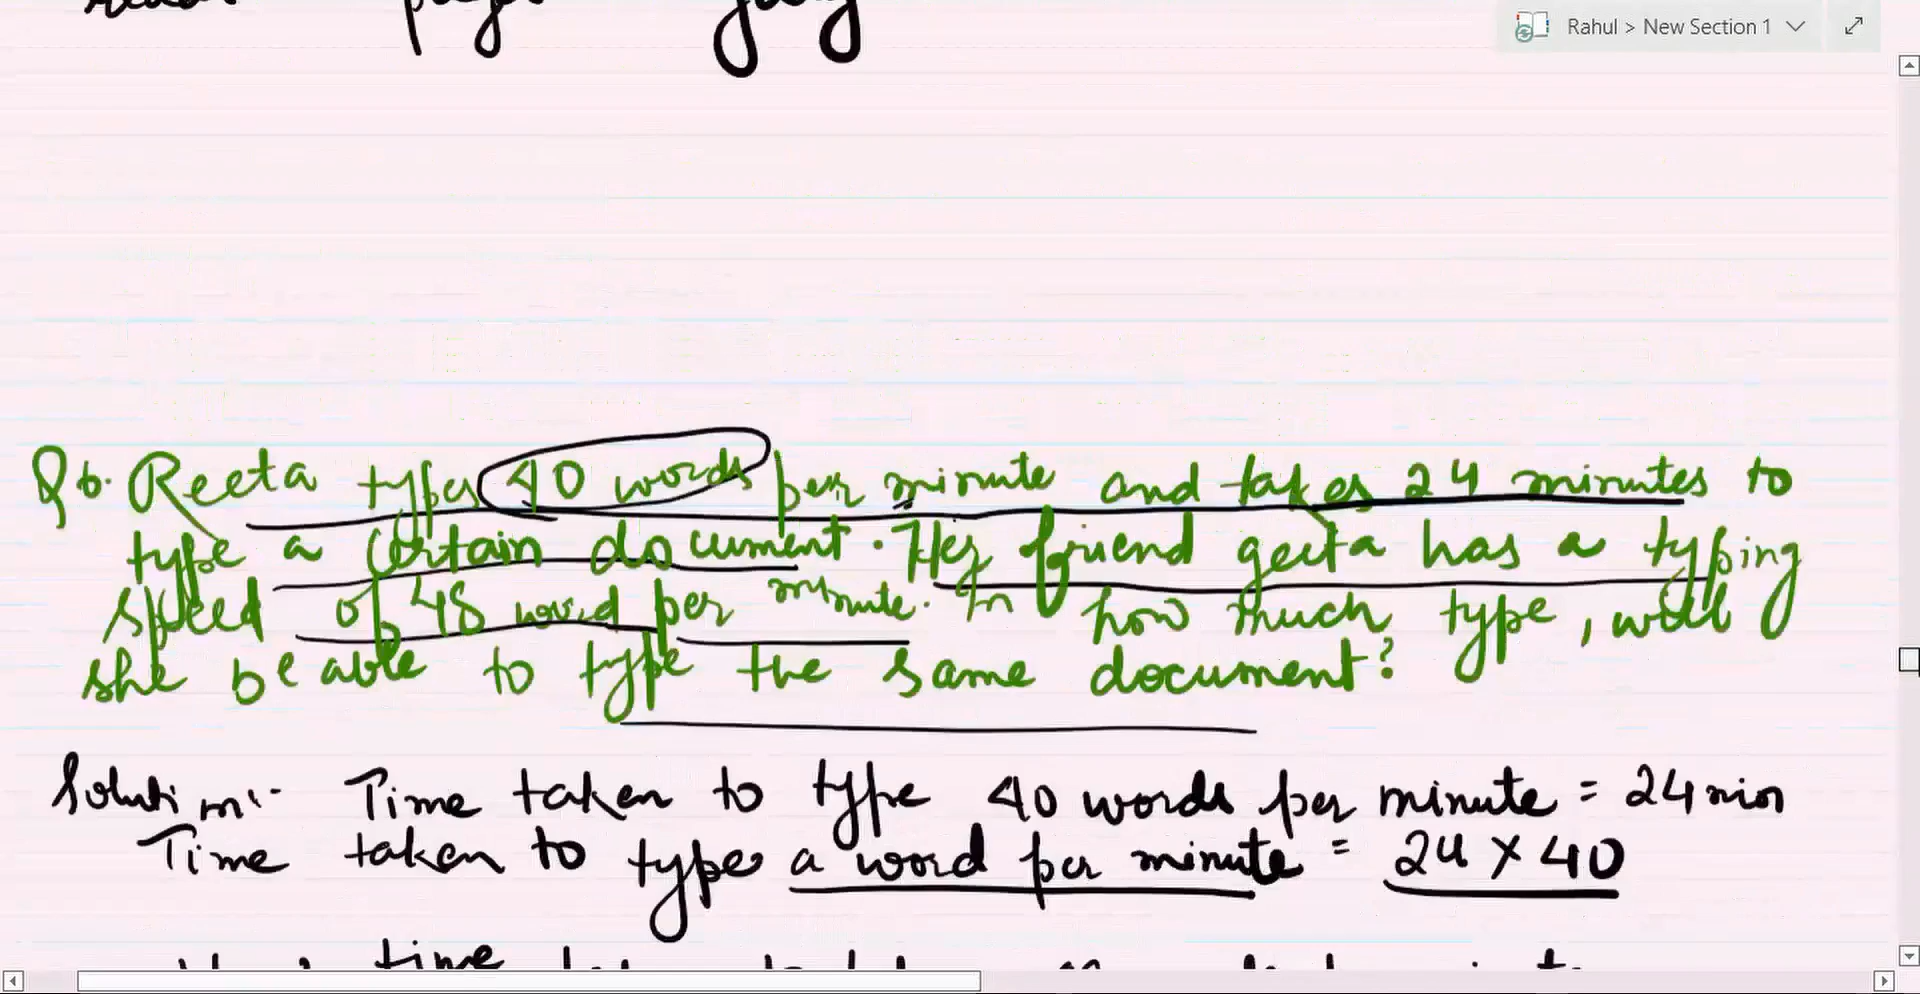 Rahul > New Section 1
Q6. Reeta types 40 words per minute and takes 24 minutes to
type a certain document. Her friend geeta has a typing
speed of 48 word per minute. In how much type, will
she be able to type the same document?
Solution:- Time taken to type 40 words per minute = 24 min
Time taken to type a word per minute = 24 X 40
time